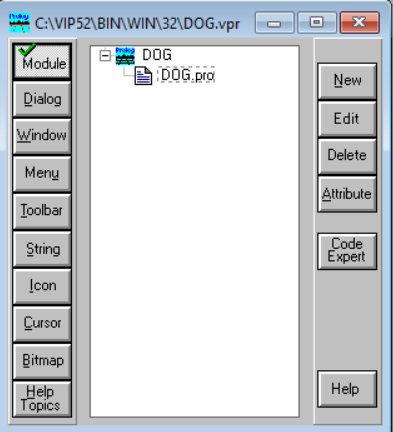 C:\VIP52\BIN\WIN\32\DOG.vpr
Module
Dialog
Window
Menu
Toolbar
String
Icon
Cursor
Bitmap
Help
Topics
Prolog
DOG
DOG.pro
New
Edit
Delete
Attribute
Code
Expert
Help